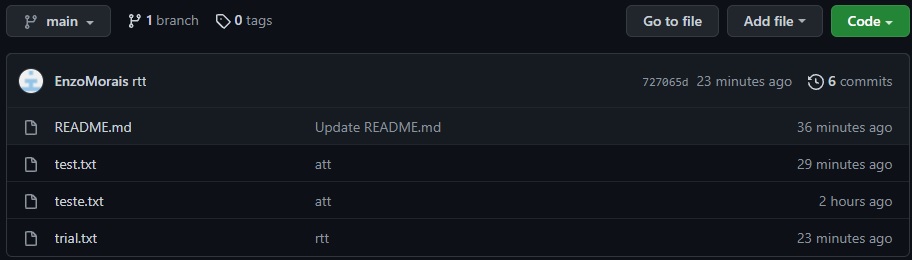 main 1 branch 0 tags Go to file Add file Code
EnzoMorais rtt 727065d 23 minutes ago 6 commits
README.md Update README.md 36 minutes ago
test.txt att 29 minutes ago
teste.txt att 2 hours ago
trial.txt rtt 23 minutes ago